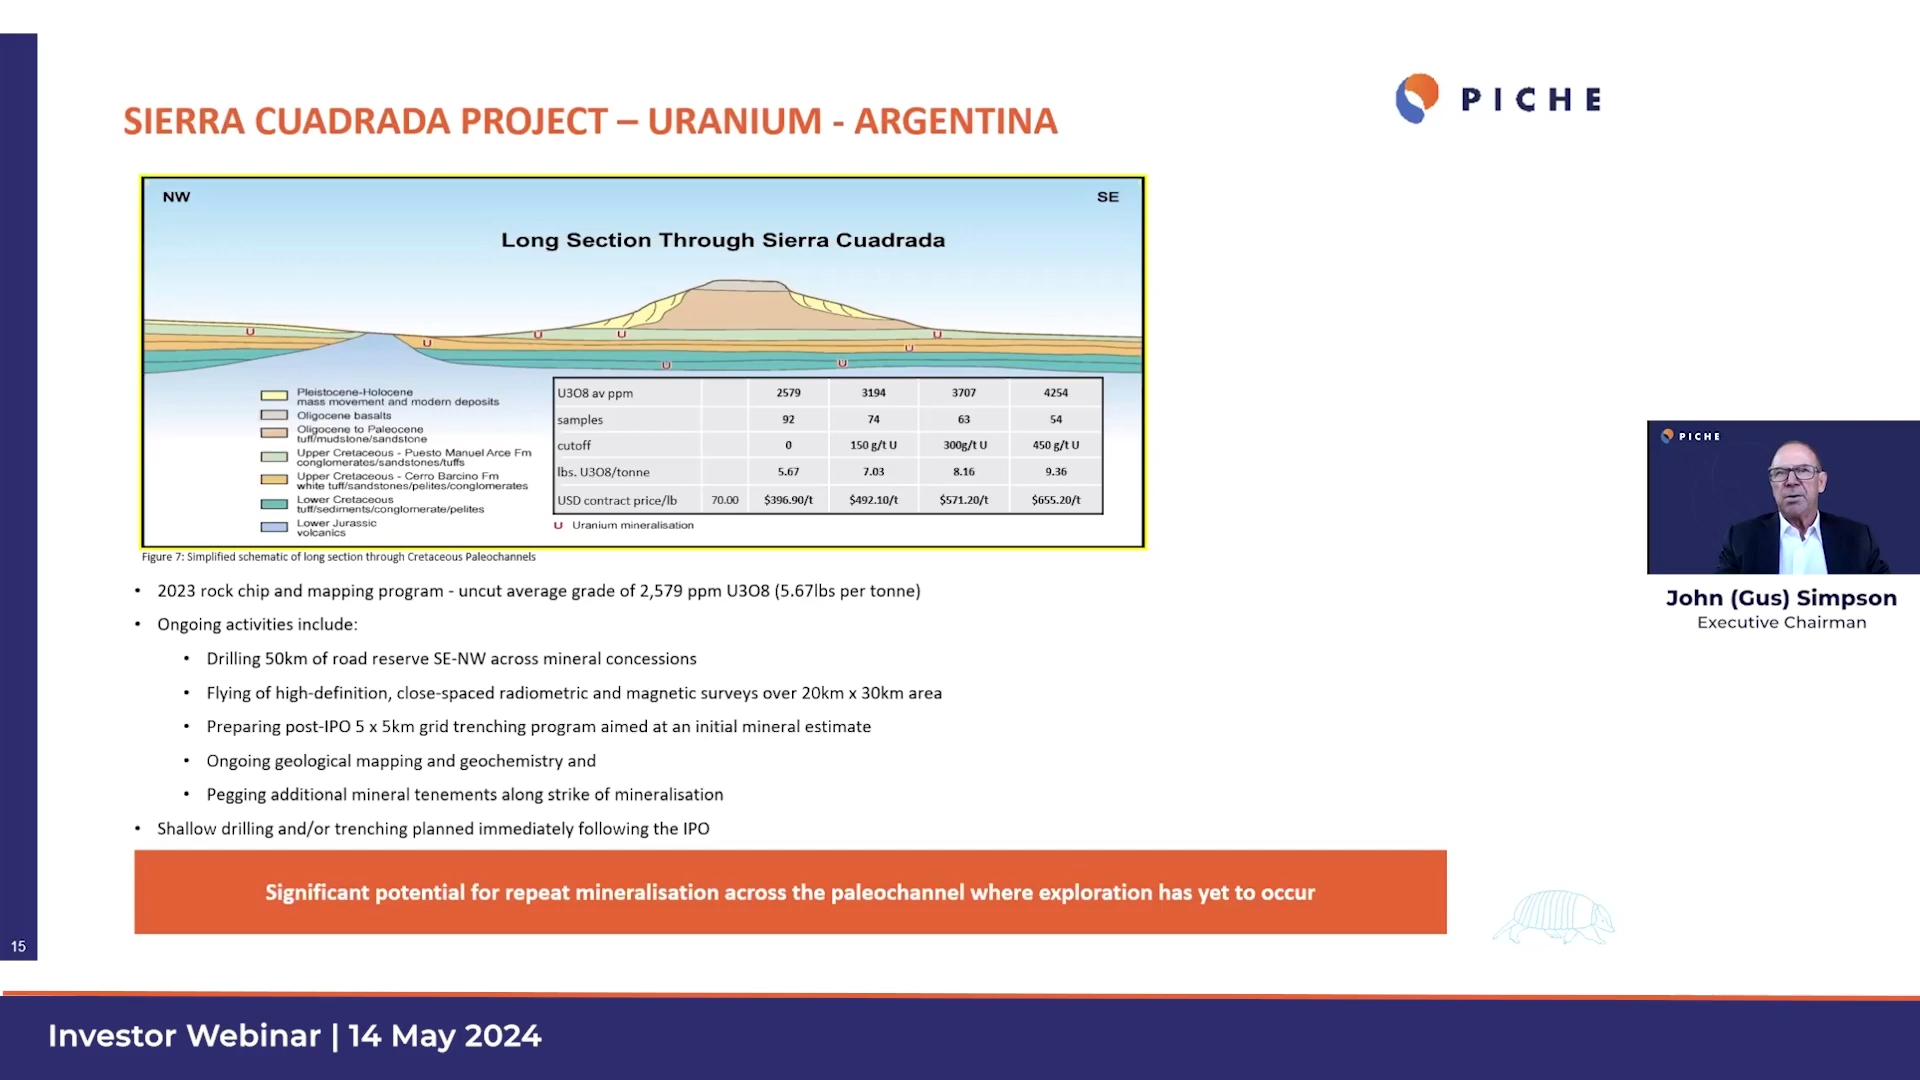 SIERRA CUADRADA PROJECT – URANIUM - ARGENTINA
PICHE
NW
SE
Long Section Through Sierra Cuadrada
U
U
U
U
U
U
U
U
Pleistocene-Holocene
mass movement and modern deposits
Oligocene basalts
Oligocene to Paleocene
tuff/mudstone/sandstone
Upper Cretaceous - Puesto Manuel Arce Fm
conglomerates/sandstones/tuffs
Upper Cretaceous - Cerro Barcino Fm
white tuff/sandstones/pelites/conglomerates
Lower Cretaceous
tuff/sediments/conglomerate/pelites
Lower Jurassic
volcanics
U3O8 av ppm 2579 3194 3707 4254
samples 92 74 63 54
cutoff 0 150 g/t U 300g/t U 450 g/t U
lbs. U3O8/tonne 5.67 7.03 8.16 9.36
USD contract price/lb 70.00 $396.90/t $492.10/t $571.20/t $655.20/t
U Uranium mineralisation
Figure 7: Simplified schematic of long section through Cretaceous Paleochannels
• 2023 rock chip and mapping program - uncut average grade of 2,579 ppm U3O8 (5.67lbs per tonne)
• Ongoing activities include:
• Drilling 50km of road reserve SE-NW across mineral concessions
• Flying of high-definition, close-spaced radiometric and magnetic surveys over 20km x 30km area
• Preparing post-IPO 5 x 5km grid trenching program aimed at an initial mineral estimate
• Ongoing geological mapping and geochemistry and
• Pegging additional mineral tenements along strike of mineralisation
• Shallow drilling and/or trenching planned immediately following the IPO
Significant potential for repeat mineralisation across the paleochannel where exploration has yet to occur
15
PICHE
John (Gus) Simpson
Executive Chairman
Investor Webinar | 14 May 2024